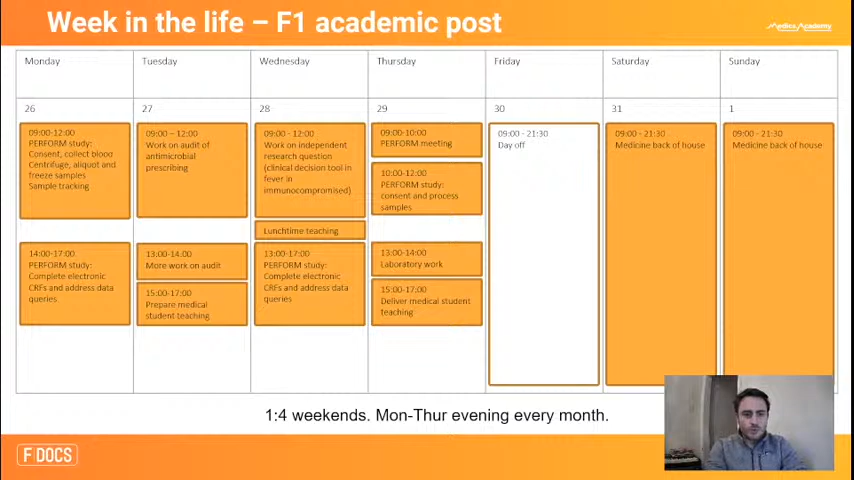 Week in the life – F1 academic post
Medics Academy
Monday
Tuesday
Wednesday
Thursday
Friday
Saturday
Sunday
26
27
28
29
30
31
1
09:00-12:00
PERFORM study:
Consent, collect blood
Centrifuge, aliquot and
freeze samples
Sample tracking
14:00-17:00
PERFORM study:
Complete electronic
CRFs and address data
queries
09:00 – 12:00
Work on audit of
antimicrobial
prescribing
13:00-14:00
More work on audit
15:00-17:00
Prepare medical
student teaching
09:00 - 12:00
Work on independent
research question
(clinical decision tool in
fever in
immunocompromised)
Lunchtime teaching
13:00-17:00
PERFORM study:
Complete electronic
CRFs and address data
queries
09:00-10:00
PERFORM meeting
10:00-12:00
PERFORM study:
consent and process
samples
13:00-14:00
Laboratory work
15:00-17:00
Deliver medical student
teaching
09:00 - 21:30
Day off
09:00 - 21:30
Medicine back of house
09:00 - 21:30
Medicine back of house
1:4 weekends. Mon-Thur evening every month.
F|DOCS